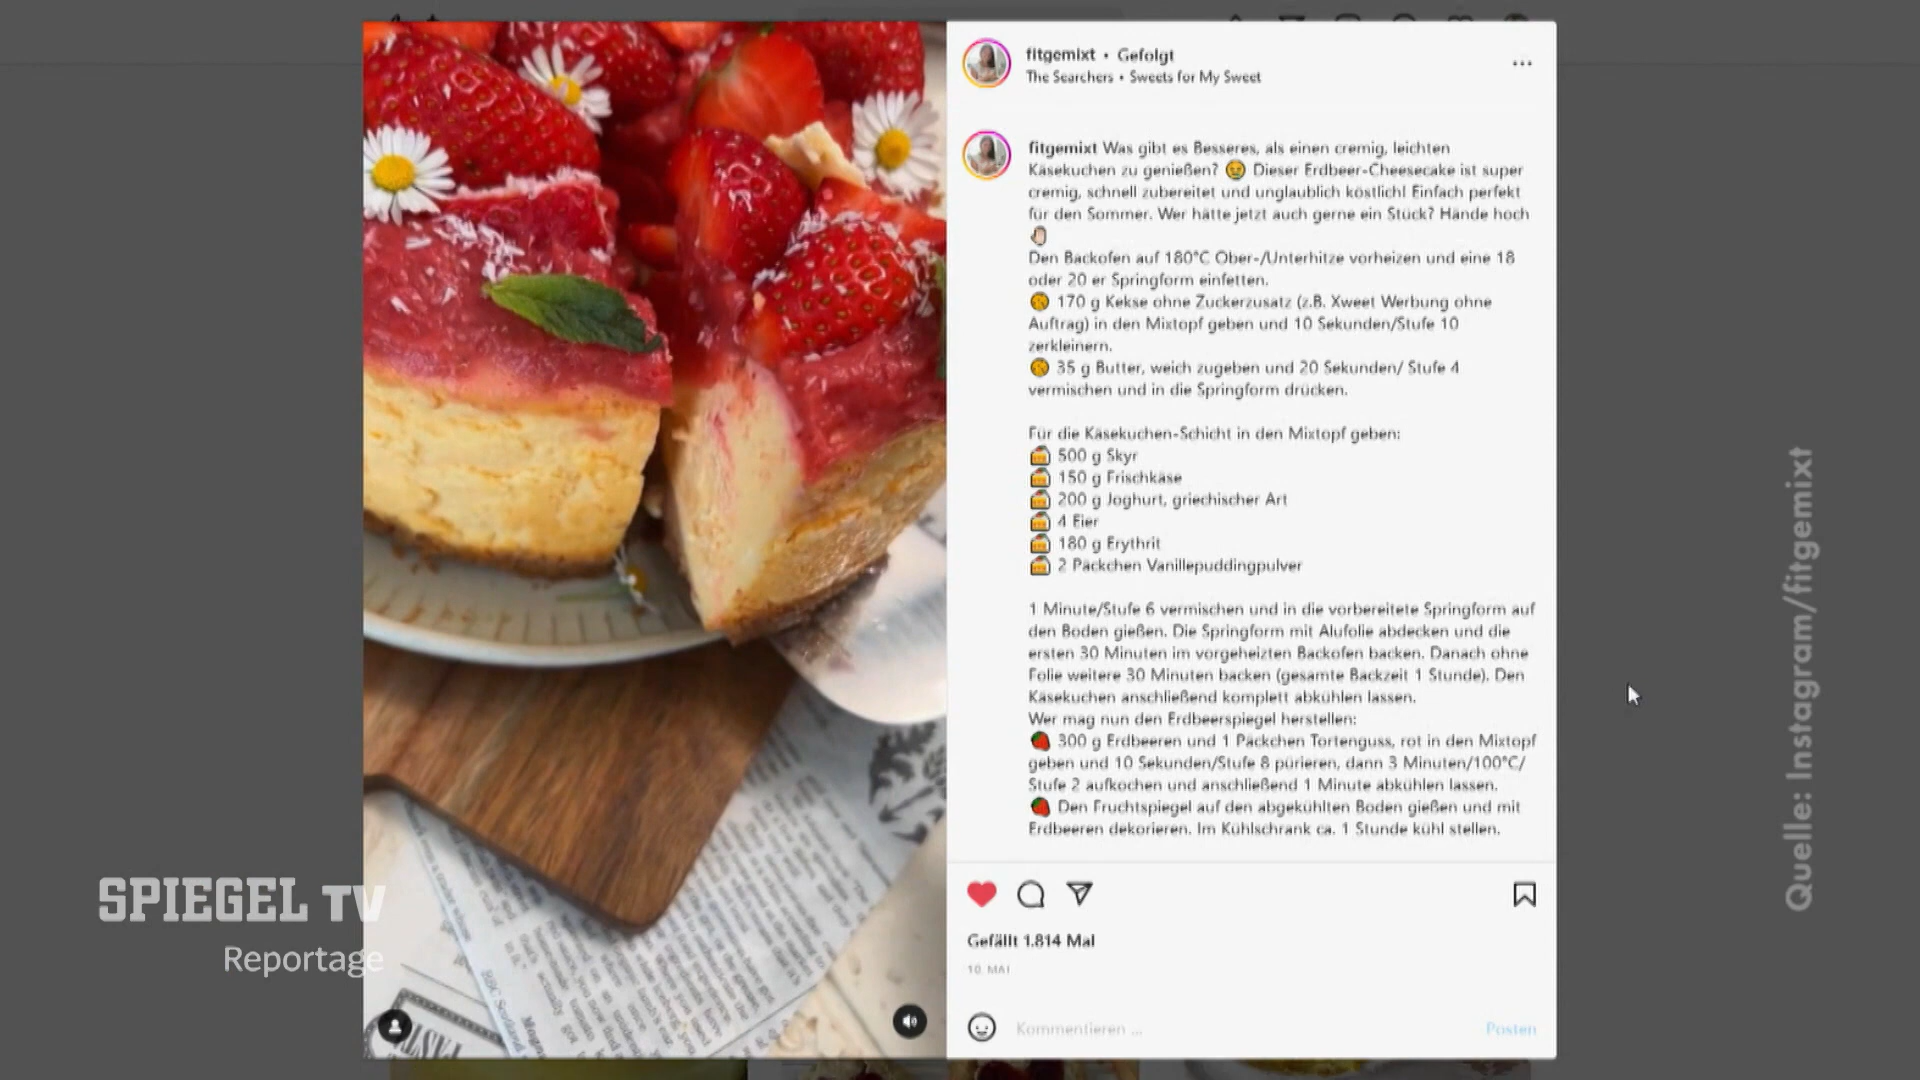 fitgemixt • Gefolgt
The Searchers • Sweets for My Sweet
fitgemixt Was gibt es Besseres, als einen cremig, leichten
Käsekuchen zu genießen? 🥹 Dieser Erdbeer-Cheesecake ist super
cremig, schnell zubereitet und unglaublich köstlich! Einfach perfekt
für den Sommer. Wer hätte jetzt auch gerne ein Stück? Hände hoch
🤚🏻
Den Backofen auf 180°C Ober-/Unterhitze vorheizen und eine 18
oder 20 er Springform einfetten.
🍪 170 g Kekse ohne Zuckerzusatz (z.B. Xweet Werbung ohne
Auftrag) in den Mixtopf geben und 10 Sekunden/Stufe 10
zerkleinern.
🍪 35 g Butter, weich zugeben und 20 Sekunden/ Stufe 4
vermischen und in die Springform drücken.
Für die Käsekuchen-Schicht in den Mixtopf geben:
🍰 500 g Skyr
🍰 150 g Frischkäse
🍰 200 g Joghurt, griechischer Art
🍰 4 Eier
🍰 180 g Erythrit
🍰 2 Päckchen Vanillepuddingpulver
1 Minute/Stufe 6 vermischen und in die vorbereitete Springform auf
den Boden gießen. Die Springform mit Alufolie abdecken und die
ersten 30 Minuten im vorgeheizten Backofen backen. Danach ohne
Folie weitere 30 Minuten backen (gesamte Backzeit 1 Stunde). Den
Käsekuchen anschließend komplett abkühlen lassen.
Wer mag nun den Erdbeerspiegel herstellen:
🍓 300 g Erdbeeren und 1 Päckchen Tortenguss, rot in den Mixtopf
geben und 10 Sekunden/Stufe 8 pürieren, dann 3 Minuten/100°C/
Stufe 2 aufkochen und anschließend 1 Minute abkühlen lassen.
🍓 Den Fruchtspiegel auf den abgekühlten Boden gießen und mit
Erdbeeren dekorieren. Im Kühlschrank ca. 1 Stunde kühl stellen.
Gefällt 1.814 Mal
10. MAI
Kommentieren ...
Posten
SPIEGEL TV
Reportage
Quelle: Instagram/fitgemixt